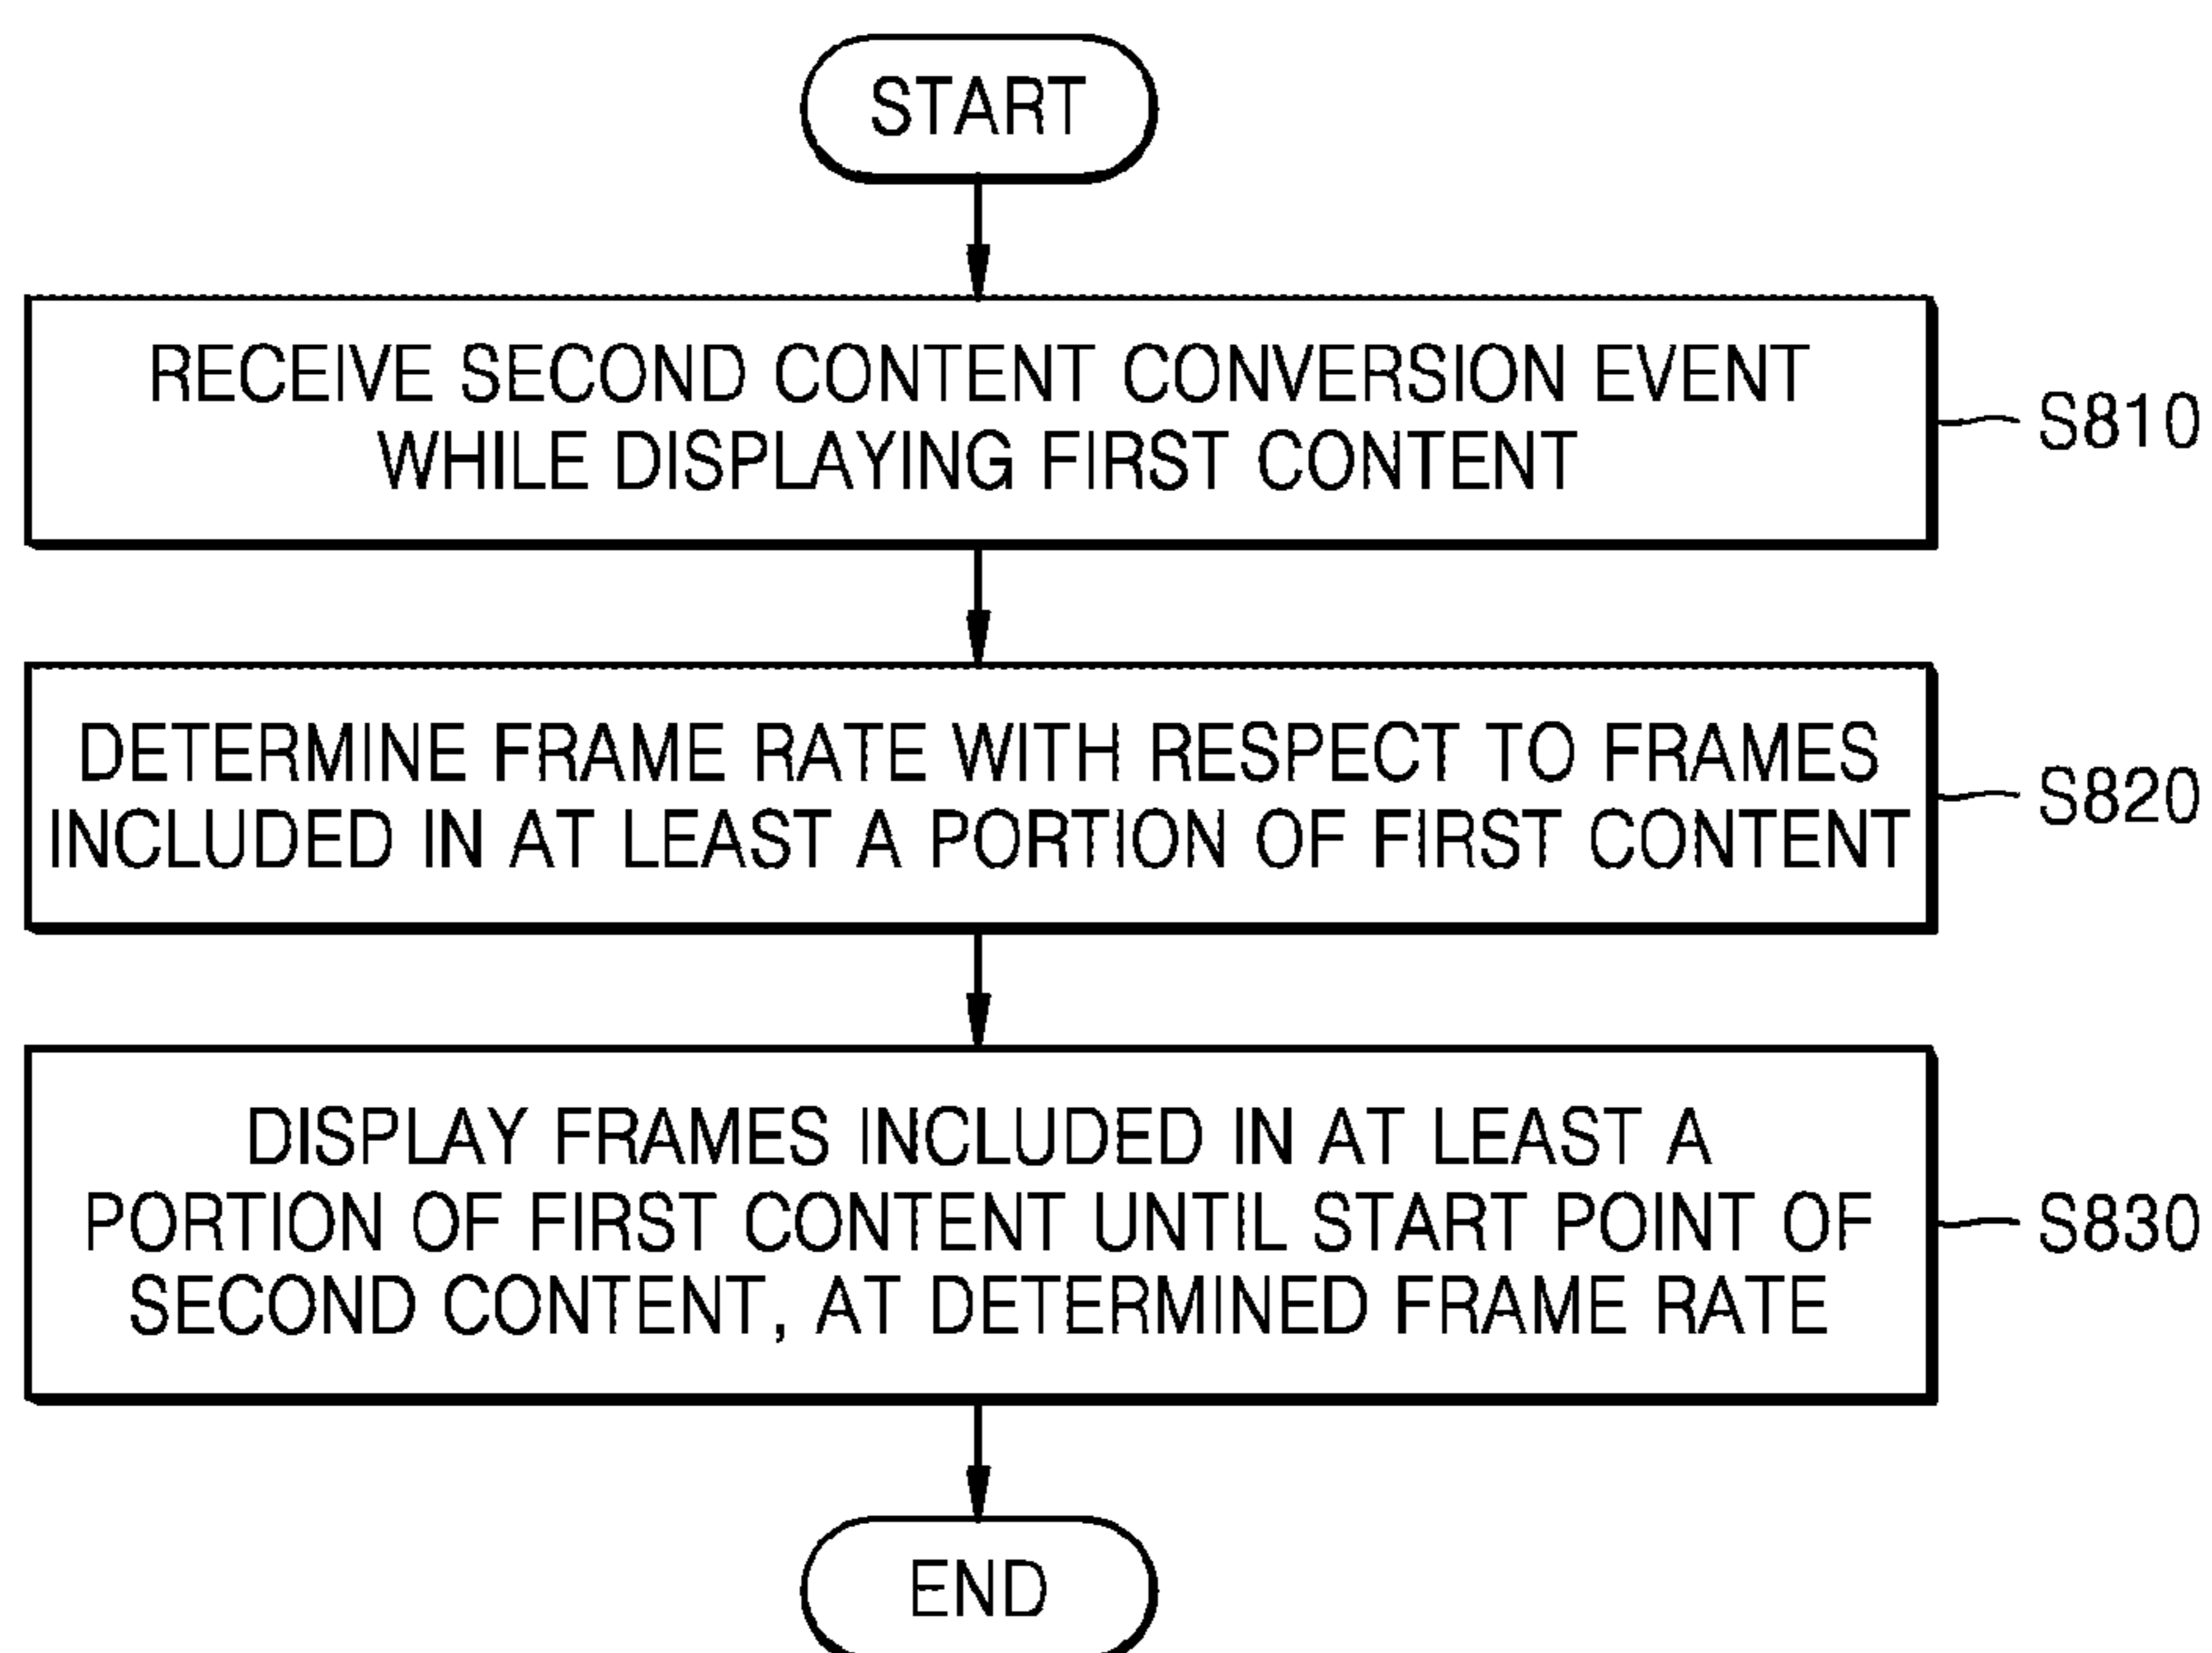 START
RECEIVE SECOND CONTENT CONVERSION EVENT
WHILE DISPLAYING FIRST CONTENT
S810
DETERMINE FRAME RATE WITH RESPECT TO FRAMES
INCLUDED IN AT LEAST A PORTION OF FIRST CONTENT
S820
DISPLAY FRAMES INCLUDED IN AT LEAST A
PORTION OF FIRST CONTENT UNTIL START POINT OF
SECOND CONTENT, AT DETERMINED FRAME RATE
S830
END